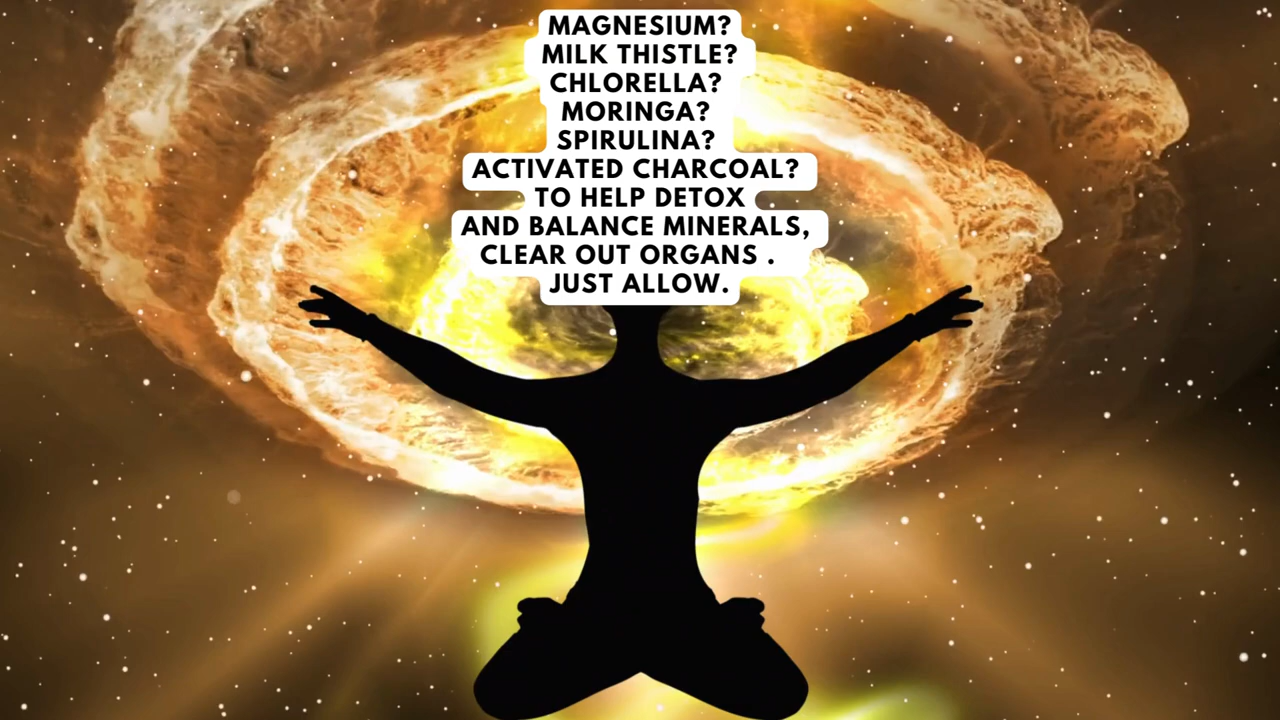 MAGNESIUM?
MILK THISTLE?
CHLORELLA?
MORINGA?
SPIRULINA?
ACTIVATED CHARCOAL?
TO HELP DETOX
AND BALANCE MINERALS,
CLEAR OUT ORGANS .
JUST ALLOW.